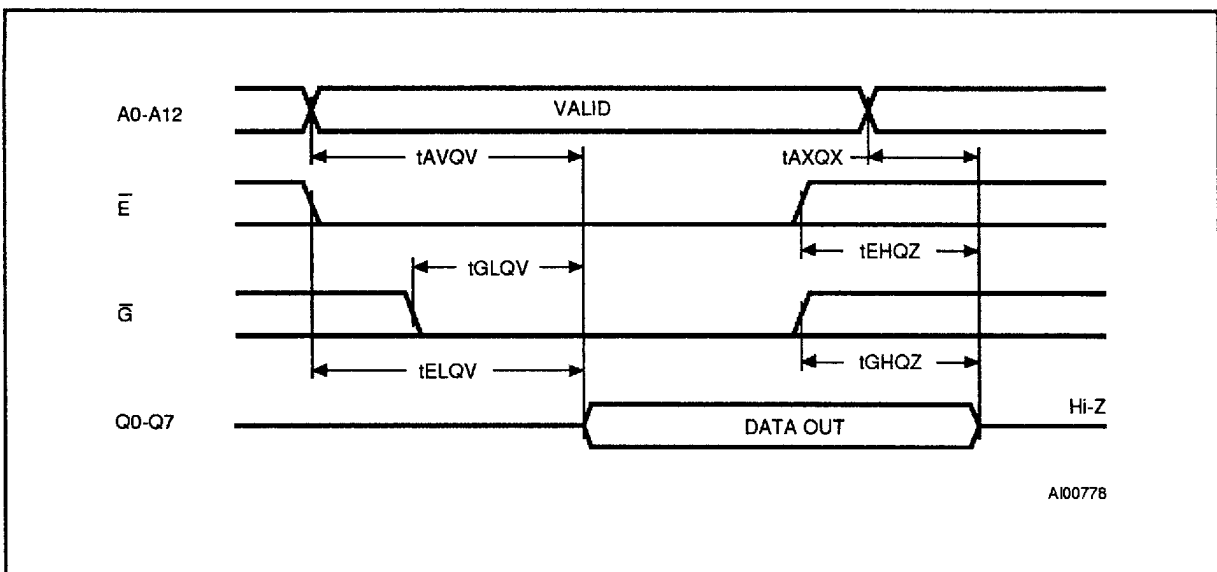 A0-A12
VALID
tAVQV
tAXQX
E̅
tEHQZ
tGLQV
G̅
tGHQZ
tELQV
Q0-Q7
DATA OUT
Hi-Z
AI00778